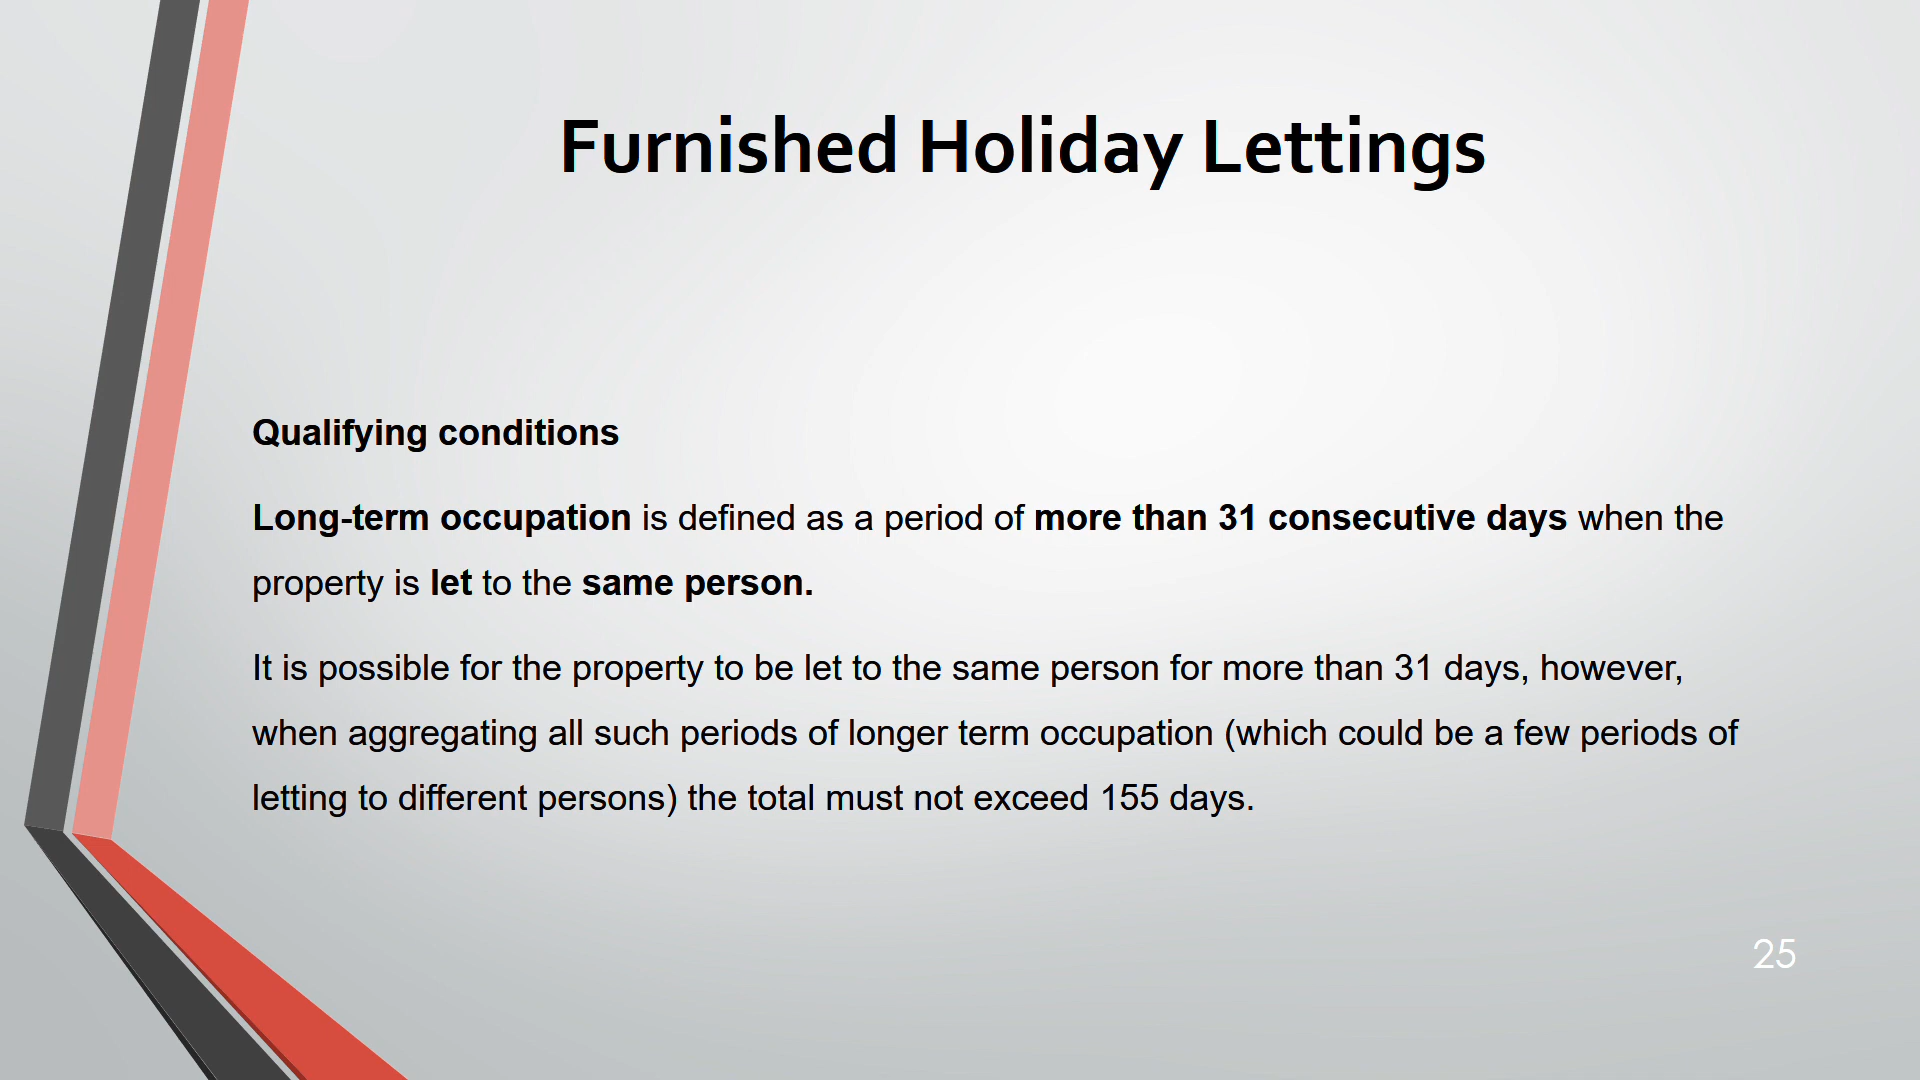 Furnished Holiday Lettings
Qualifying conditions
Long-term occupation is defined as a period of more than 31 consecutive days when the
property is let to the same person.
It is possible for the property to be let to the same person for more than 31 days, however,
when aggregating all such periods of longer term occupation (which could be a few periods of
letting to different persons) the total must not exceed 155 days.
25